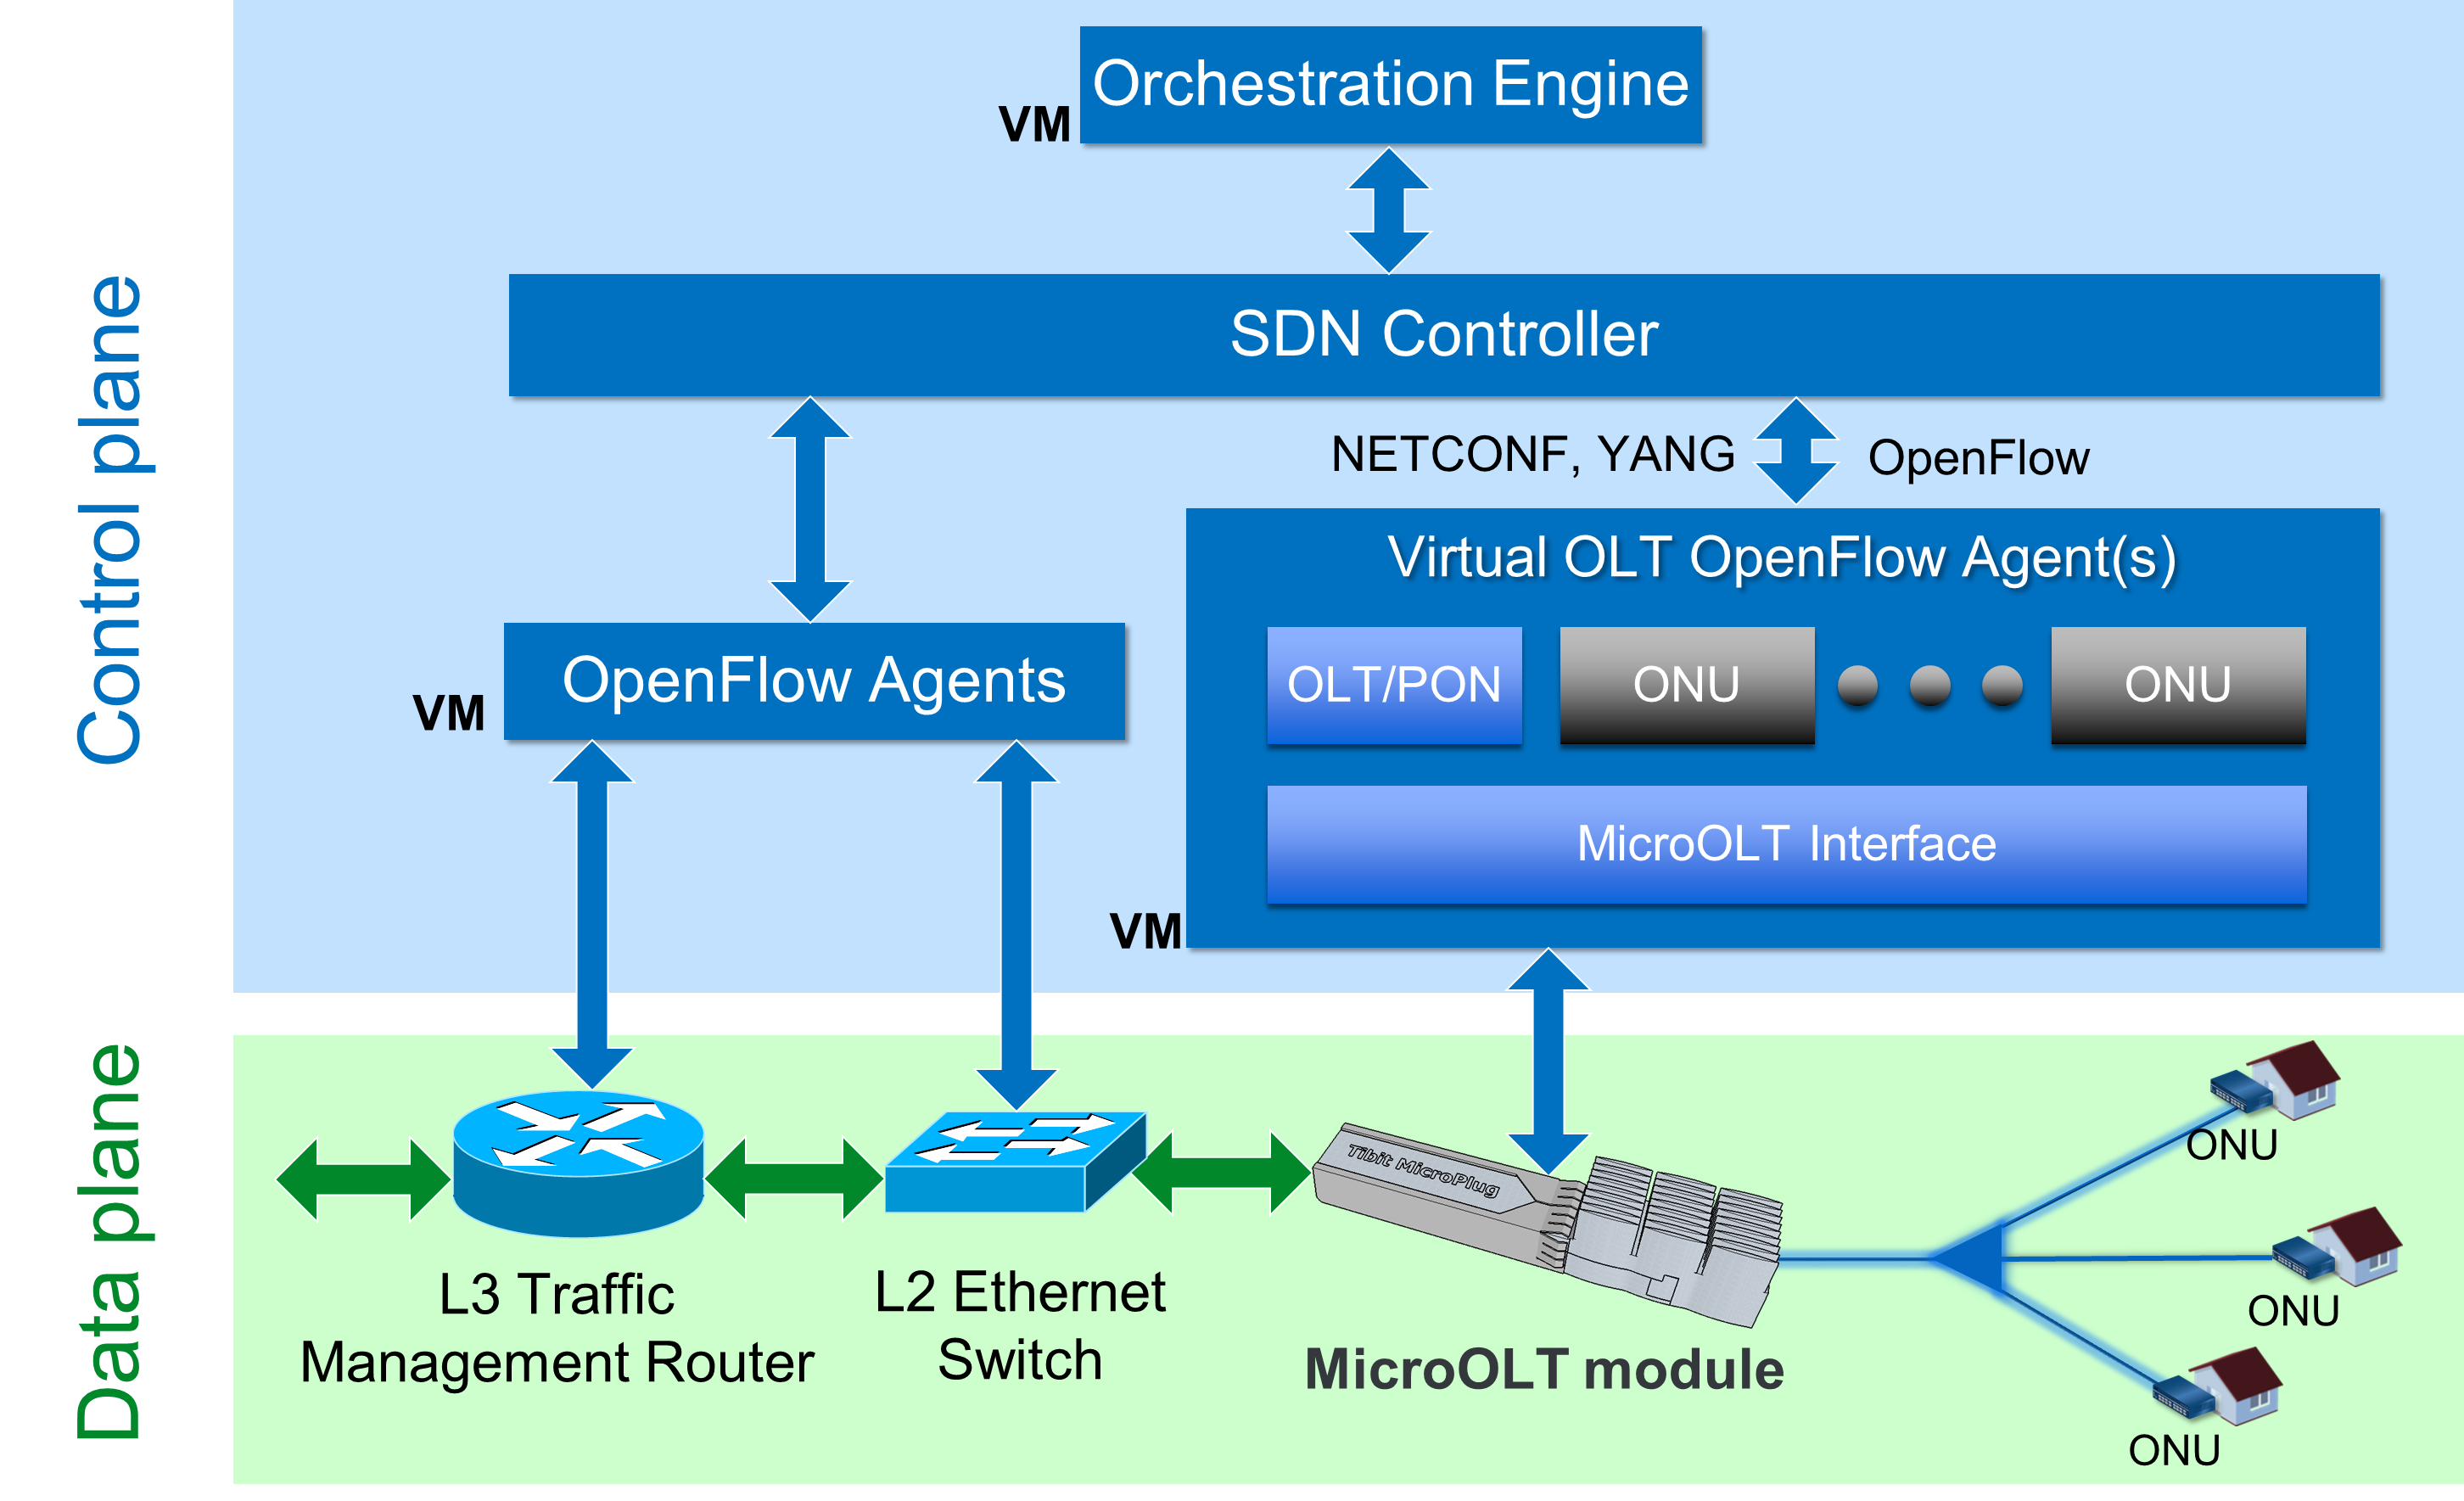 Control plane
Orchestration Engine
VM
SDN Controller
NETCONF, YANG
OpenFlow
Virtual OLT OpenFlow Agent(s)
OpenFlow Agents
VM
OLT/PON
ONU
ONU
MicroOLT Interface
VM
Data plane
Tibit MicroPlug
L3 Traffic
Management Router
L2 Ethernet
Switch
MicroOLT module
ONU
ONU
ONU